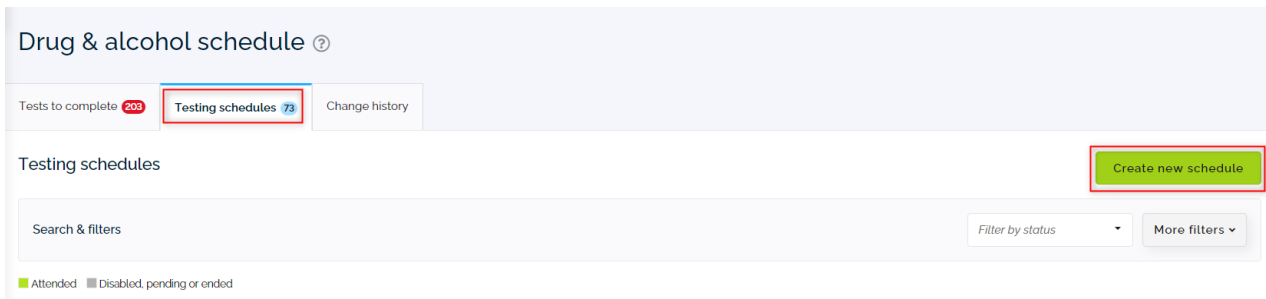 Drug & alcohol schedule ?
Tests to complete 203 Testing schedules 73 Change history
Testing schedules Create new schedule
Search & filters Filter by status More filters
Attended Disabled, pending or ended